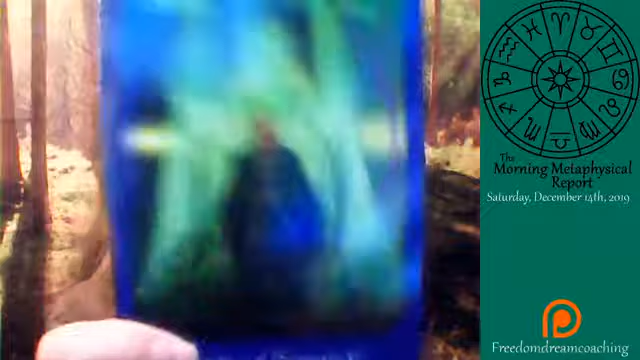 The
Morning Metaphysical
Report
Saturday, December 14th, 2019
Freedomdreamcoaching